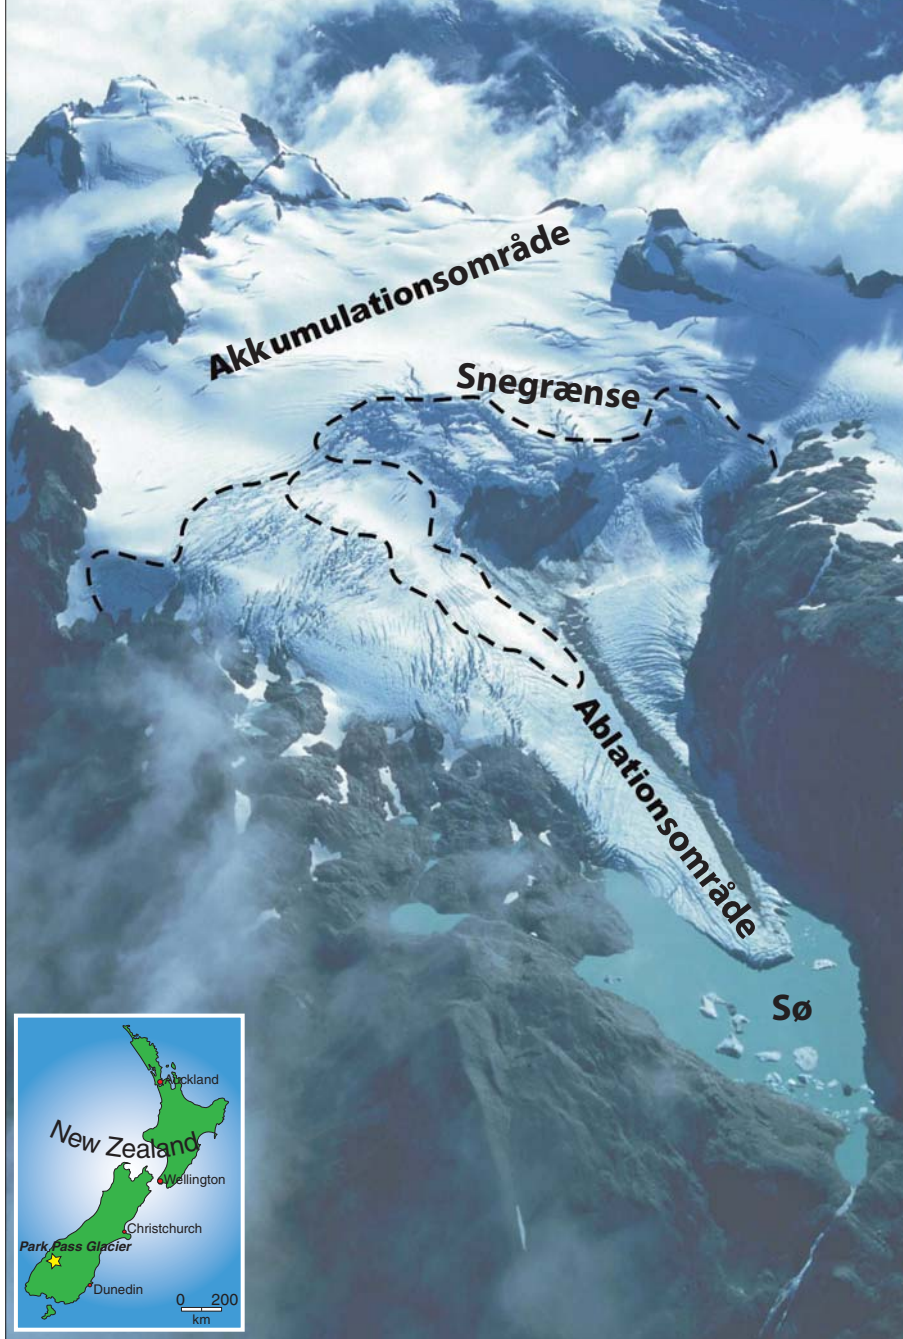 Akkumulationsområde
Snegrænse
Ablationsområde
Sø
Auckland
New Zealand
Wellington
Christchurch
Park Pass Glacier
Dunedin
0 200
km